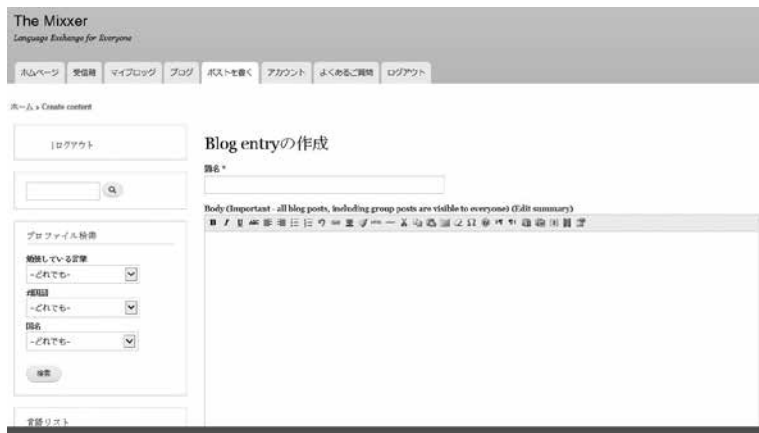 The Mixxer
Language Exchange for Everyone
ホムページ 受信箱 マイブロッグ ブログ ポストを書く アカウント よくあるご質問 ログアウト
ホーム » Create content
| ログアウト
Blog entryの作成
題名 *
Body (Important - all blog posts, including group posts are visible to everyone) (Edit summary)
プロファイル検索
勉強している言葉
-どれでも-
母国語
-どれでも-
国名
-どれでも-
検索
言語リスト